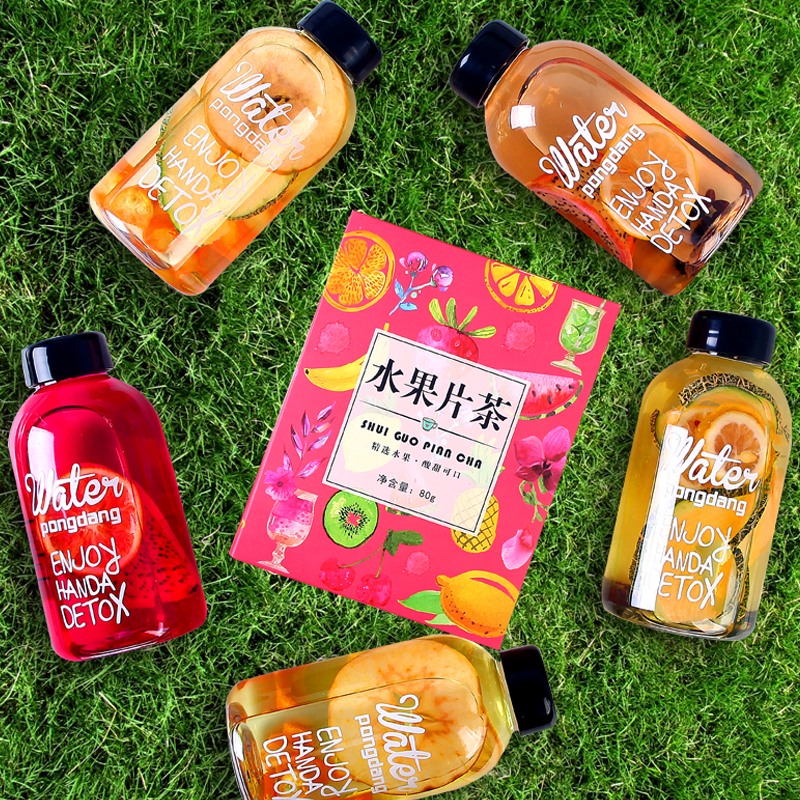 Water
pongdang
ENJOY
HANDA
DETOX
Water
pongdang
ENJOY
HANDA
DETOX
水果片茶
SHUI GUO PIAN CHA
精选水果·酸甜可口
净含量：80g
Water
pongdang
ENJOY
HANDA
DETOX
Water
pongdang
ENJOY
HANDA
DETOX
Water
pongdang
ENJOY
HANDA
DETOX